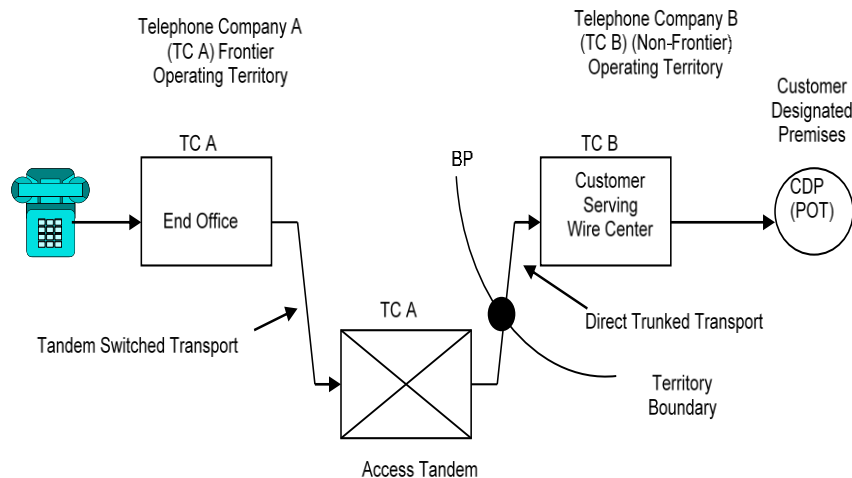 Telephone Company A
(TC A) Frontier
Operating Territory
Telephone Company B
(TC B) (Non-Frontier)
Operating Territory
Customer
Designated
Premises
TC A
End Office
BP
TC B
Customer
Serving
Wire Center
CDP
(POT)
TC A
Tandem Switched Transport
Direct Trunked Transport
Territory
Boundary
Access Tandem